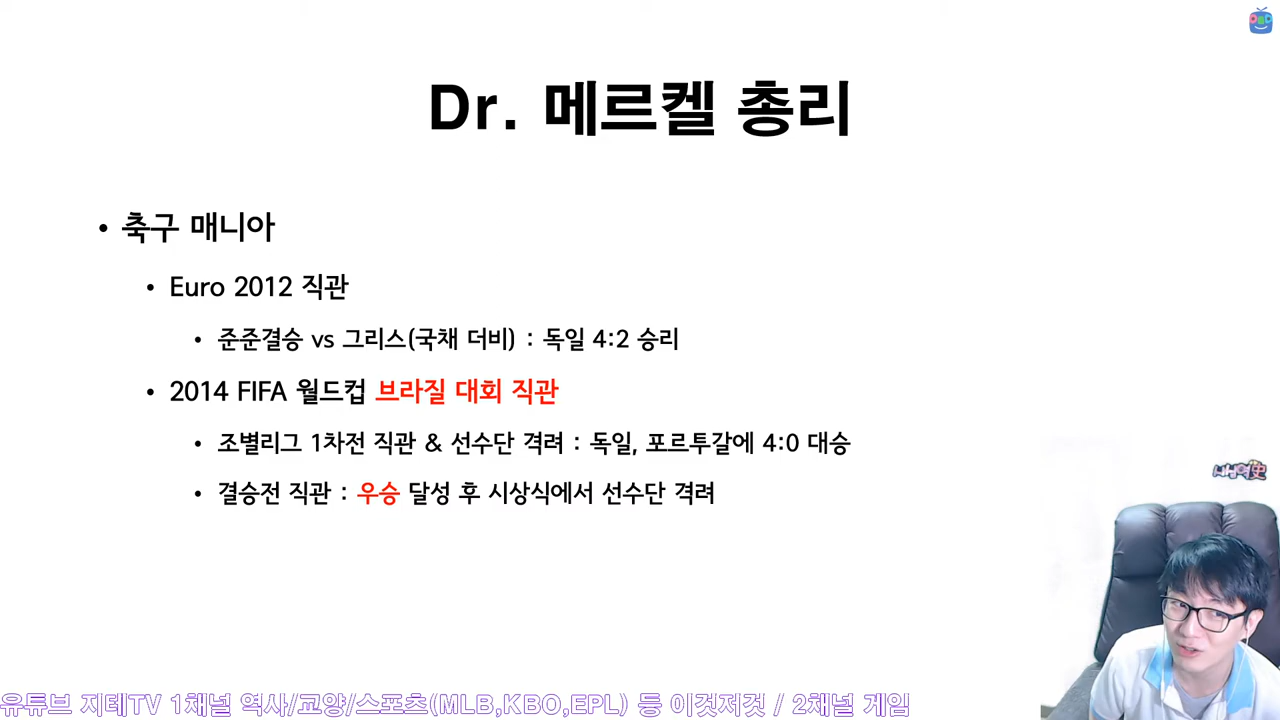 Dr. 메르켈 총리
• 축구 매니아
• Euro 2012 직관
• 준준결승 vs 그리스(국채 더비) : 독일 4:2 승리
• 2014 FIFA 월드컵 브라질 대회 직관
• 조별리그 1차전 직관 & 선수단 격려 : 독일, 포르투갈에 4:0 대승
• 결승전 직관 : 우승 달성 후 시상식에서 선수단 격려
유튜브 지테TV 1채널 역사/교양/스포츠(MLB,KBO,EPL) 등 이것저것 / 2채널 게임